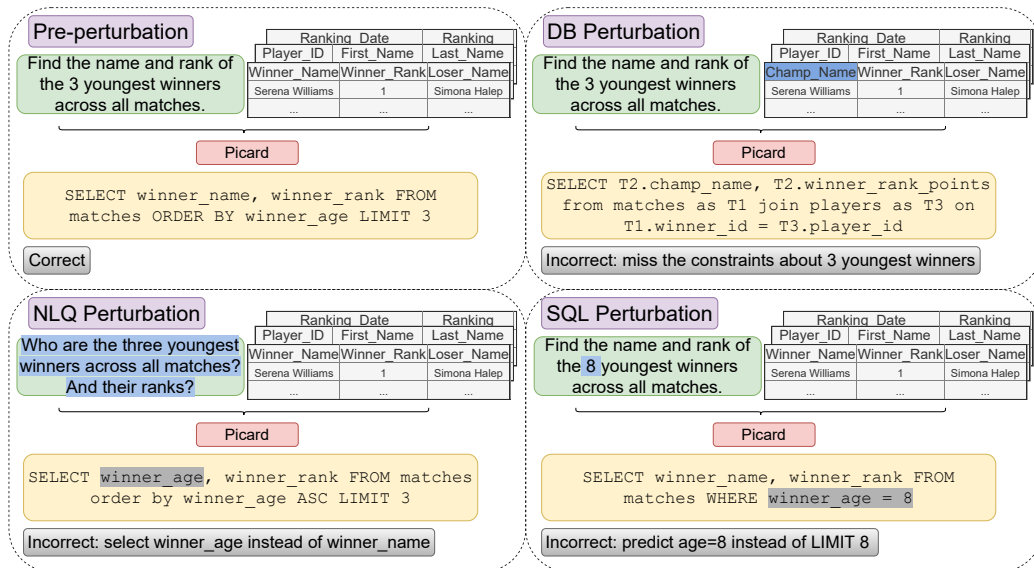 Pre-perturbation
Find the name and rank of
the 3 youngest winners
across all matches.
Ranking_Date Ranking
Player_ID First_Name Last_Name
Winner_Name Winner_Rank Loser_Name
Serena Williams 1 Simona Halep
... ... ...
Picard
SELECT winner_name, winner_rank FROM
matches ORDER BY winner_age LIMIT 3
Correct
DB Perturbation
Find the name and rank of
the 3 youngest winners
across all matches.
Ranking_Date Ranking
Player_ID First_Name Last_Name
Champ_Name Winner_Rank Loser_Name
Serena Williams 1 Simona Halep
... ... ...
Picard
SELECT T2.champ_name, T2.winner_rank_points
from matches as T1 join players as T3 on
T1.winner_id = T3.player_id
Incorrect: miss the constraints about 3 youngest winners
NLQ Perturbation
Who are the three youngest
winners across all matches?
And their ranks?
Ranking_Date Ranking
Player_ID First_Name Last_Name
Winner_Name Winner_Rank Loser_Name
Serena Williams 1 Simona Halep
... ... ...
Picard
SELECT winner_age, winner_rank FROM matches
order by winner_age ASC LIMIT 3
Incorrect: select winner_age instead of winner_name
SQL Perturbation
Find the name and rank of
the 8 youngest winners
across all matches.
Ranking_Date Ranking
Player_ID First_Name Last_Name
Winner_Name Winner_Rank Loser_Name
Serena Williams 1 Simona Halep
... ... ...
Picard
SELECT winner_name, winner_rank FROM
matches WHERE winner_age = 8
Incorrect: predict age=8 instead of LIMIT 8